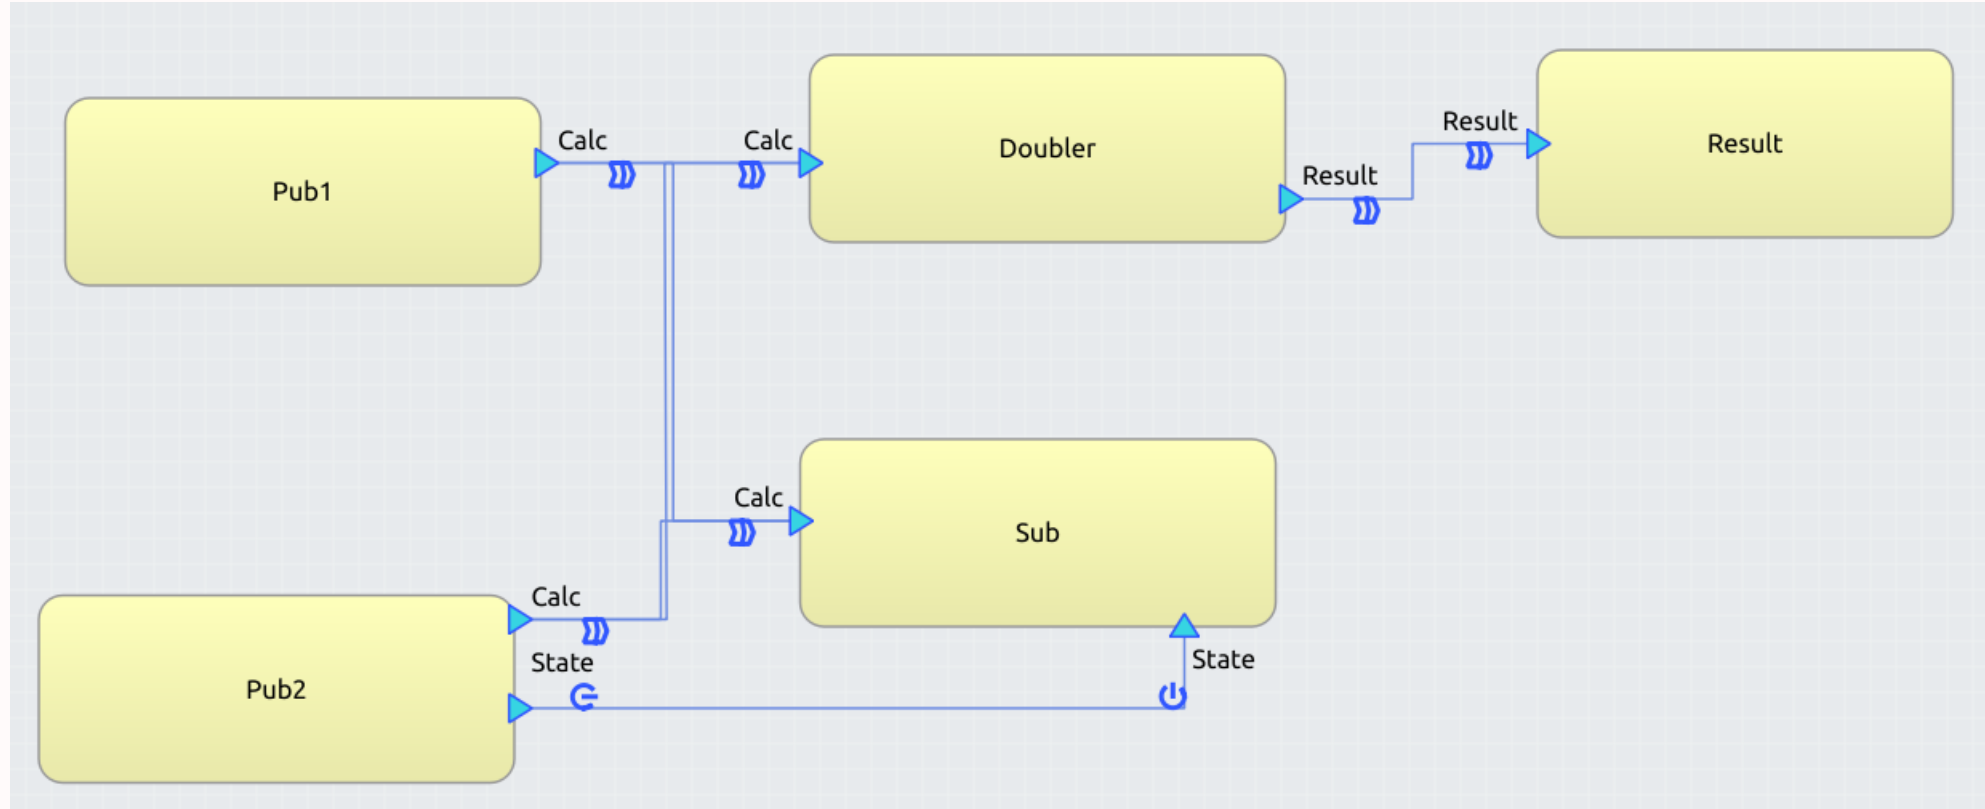 Pub1
Calc
Calc
Doubler
Result
Result
Result
Calc
Sub
Pub2
Calc
State
State